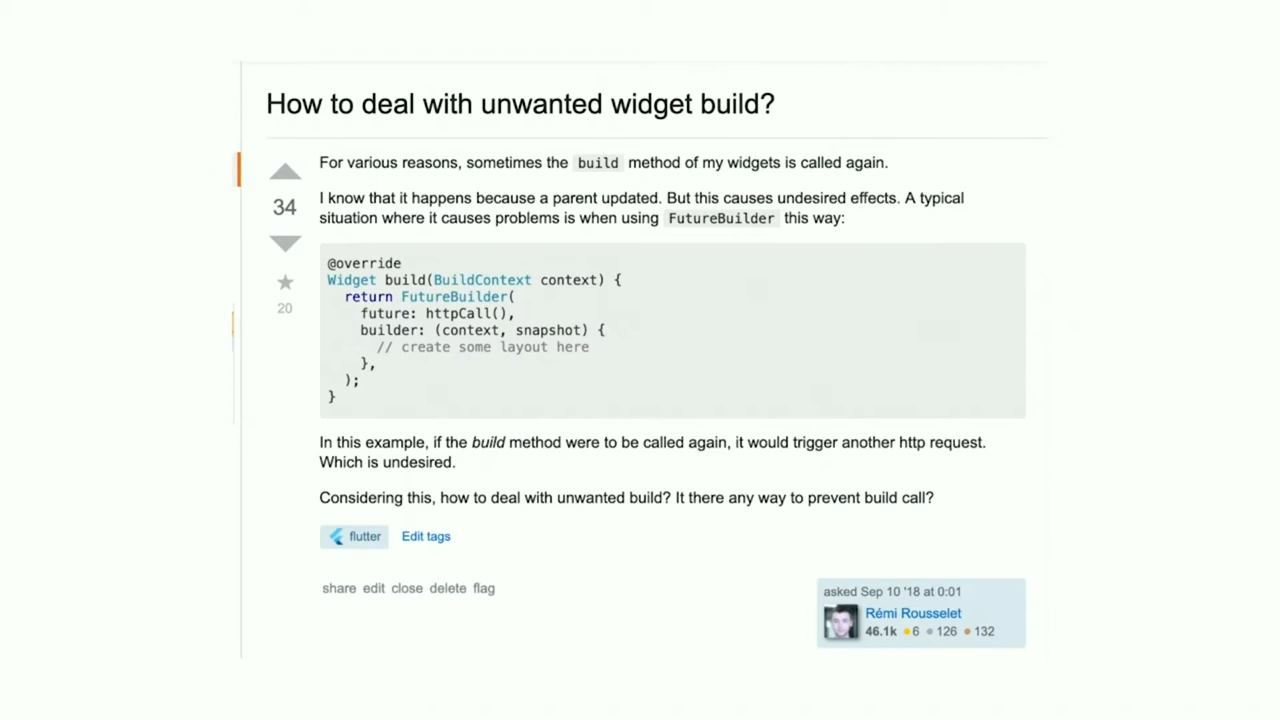 How to deal with unwanted widget build?
For various reasons, sometimes the build method of my widgets is called again.
34
I know that it happens because a parent updated. But this causes undesired effects. A typical
situation where it causes problems is when using FutureBuilder this way:
20
@override
Widget build(BuildContext context) {
  return FutureBuilder(
    future: httpCall(),
    builder: (context, snapshot) {
      // create some layout here
    },
  );
}
In this example, if the build method were to be called again, it would trigger another http request.
Which is undesired.
Considering this, how to deal with unwanted build? It there any way to prevent build call?
flutter Edit tags
share edit close delete flag
asked Sep 10 '18 at 0:01
Rémi Rousselet
46.1k 6 126 132